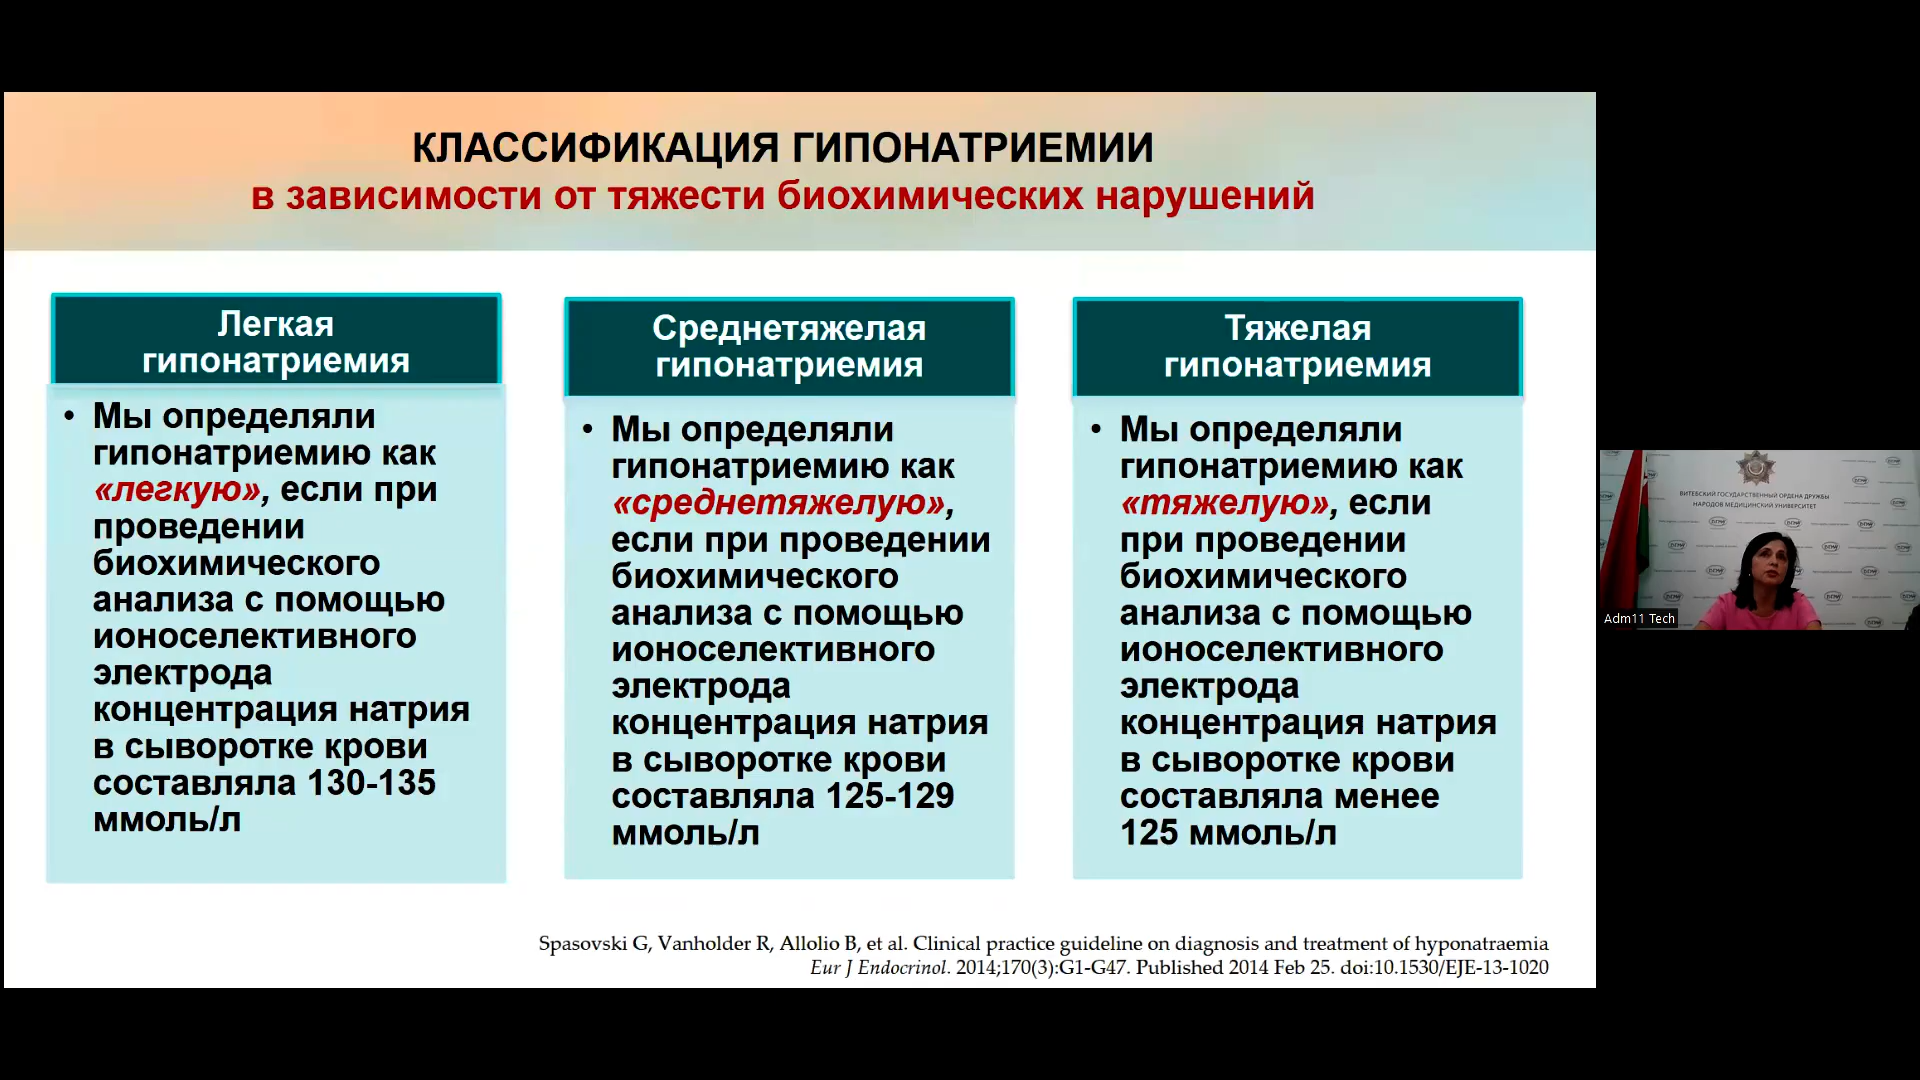 КЛАССИФИКАЦИЯ ГИПОНАТРИЕМИИ
в зависимости от тяжести биохимических нарушений
Легкая
гипонатриемия
• Мы определяли
гипонатриемию как
«легкую», если при
проведении
биохимического
анализа с помощью
ионоселективного
электрода
концентрация натрия
в сыворотке крови
составляла 130-135
ммоль/л
Среднетяжелая
гипонатриемия
• Мы определяли
гипонатриемию как
«среднетяжелую»,
если при проведении
биохимического
анализа с помощью
ионоселективного
электрода
концентрация натрия
в сыворотке крови
составляла 125-129
ммоль/л
Тяжелая
гипонатриемия
• Мы определяли
гипонатриемию как
«тяжелую», если
при проведении
биохимического
анализа с помощью
ионоселективного
электрода
концентрация натрия
в сыворотке крови
составляла менее
125 ммоль/л
Spasovski G, Vanholder R, Allolio B, et al. Clinical practice guideline on diagnosis and treatment of hyponatraemia
Eur J Endocrinol. 2014;170(3):G1-G47. Published 2014 Feb 25. doi:10.1530/EJE-13-1020
ВИТЕБСКИЙ ГОСУДАРСТВЕННЫЙ ОРДЕНА ДРУЖБЫ
НАРОДОВ МЕДИЦИНСКИЙ УНИВЕРСИТЕТ
Adm11 Tech